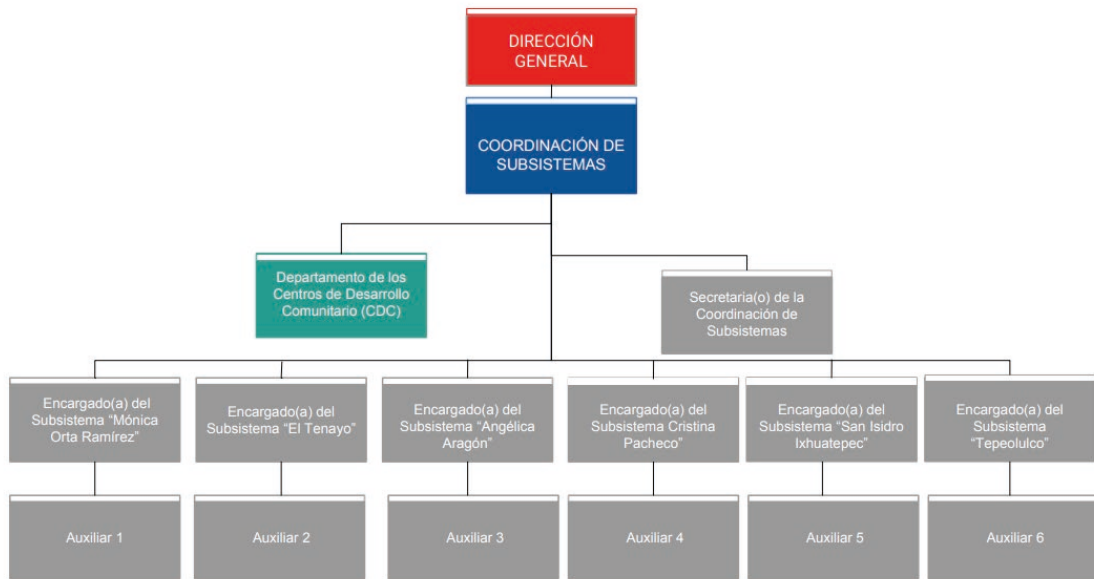 DIRECCIÓN
GENERAL
COORDINACIÓN DE
SUBSISTEMAS
Departamento de los
Centros de Desarrollo
Comunitario (CDC)
Secretaria(o) de la
Coordinación de
Subsistemas
Encargado(a) del
Subsistema “Mónica
Orta Ramírez”
Encargado(a) del
Subsistema “El Tenayo”
Encargado(a) del
Subsistema “Angélica
Aragón”
Encargado(a) del
Subsistema Cristina
Pacheco”
Encargado(a) del
Subsistema “San Isidro
Ixhuatepec”
Encargado(a) del
Subsistema
“Tepeolulco”
Auxiliar 1
Auxiliar 2
Auxiliar 3
Auxiliar 4
Auxiliar 5
Auxiliar 6